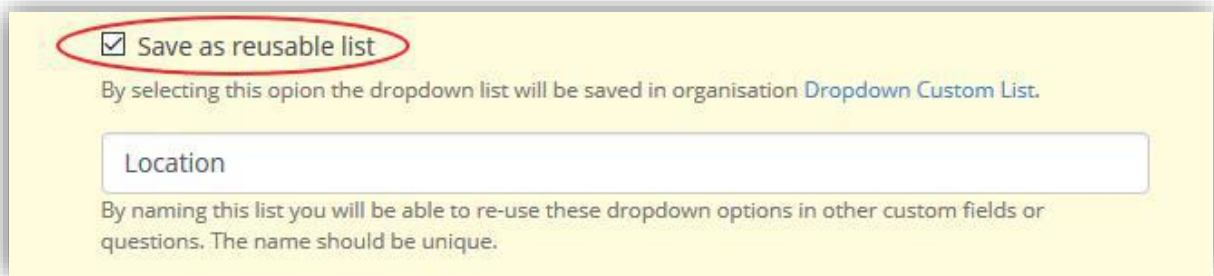 Save as reusable list
By selecting this opion the dropdown list will be saved in organisation Dropdown Custom List.
Location
By naming this list you will be able to re-use these dropdown options in other custom fields or
questions. The name should be unique.